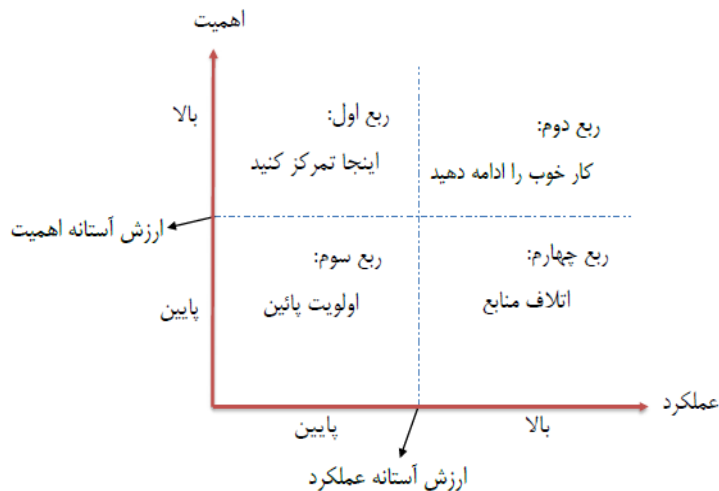 اهمیت
بالا
ربع اول:
اینجا تمرکز کنید
ربع دوم:
کار خوب را ادامه دهید
ارزش آستانه اهمیت
ربع سوم:
اولویت پائین
ربع چهارم:
اتلاف منابع
پایین
عملکرد
پایین
بالا
ارزش آستانه عملکرد